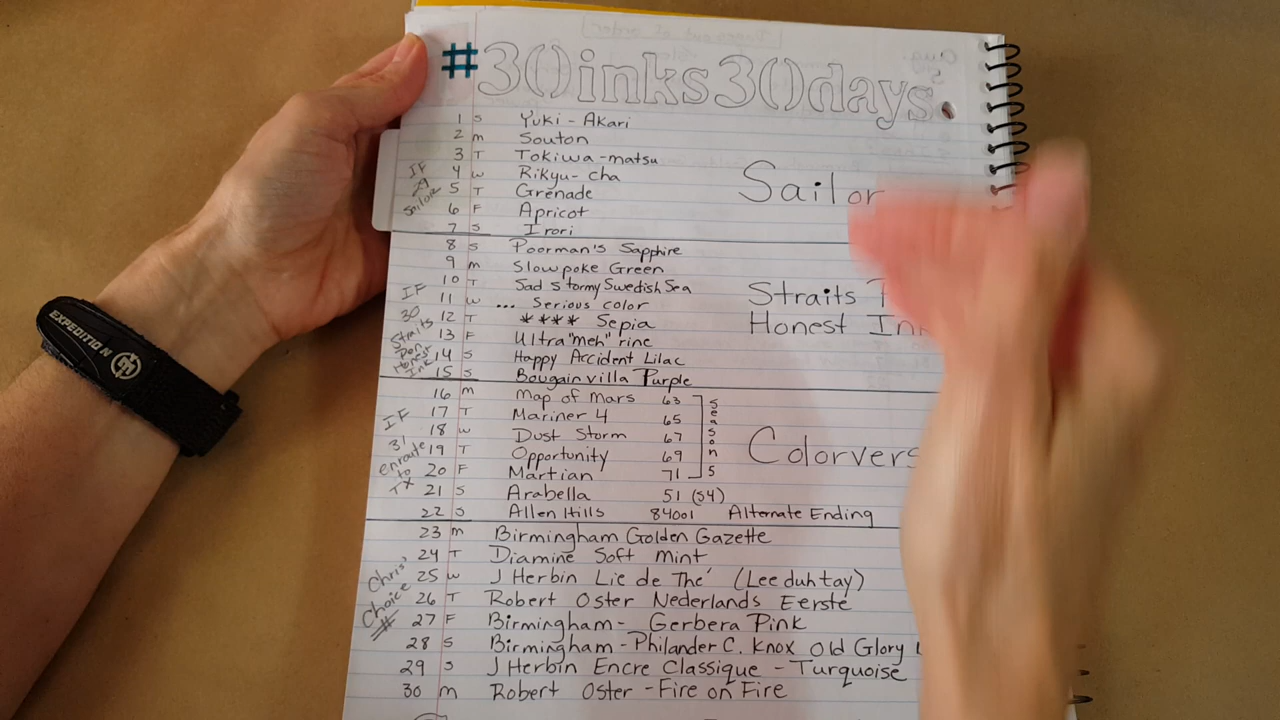 #30inks30days.
1 S Yuki - Akari
2 m Souton
3 T Tokiwa-matsu
4 W Rikyu-cha
5 T Grenade
6 F Apricot
7 S Irori
IF 29 Sailor
Sailor
8 S Poorman's Sapphire
9 m Slowpoke Green
10 T Sad Stormy Swedish Sea
11 W ... Serious color
12 T **** Sepia
13 F Ultra "meh" rine
14 S Happy Accident Lilac
15 S Bougainvilla Purple
IF 30 Straits Honest Ink
Straits
Honest Ink
16 m Map of Mars 63
17 T Mariner 4 65
18 W Dust Storm 67
19 T Opportunity 69
20 F Martian 71
Season 5
21 S Arabella 51 (S4)
22 S Allen Hills 84001 Alternate Ending
IF 31 enroute to TX
Colorvers
23 m Birmingham Golden Gazette
24 T Diamine Soft mint
25 W J Herbin Lie de Thé (Lee duh tay)
26 T Robert Oster Nederlands Eerste
27 F Birmingham - Gerbera Pink
28 S Birmingham - Philander C. Knox Old Glory
29 S J Herbin Encre Classique - Turquoise
30 m Robert Oster - Fire on Fire
Chris' Choice
EXPEDITION